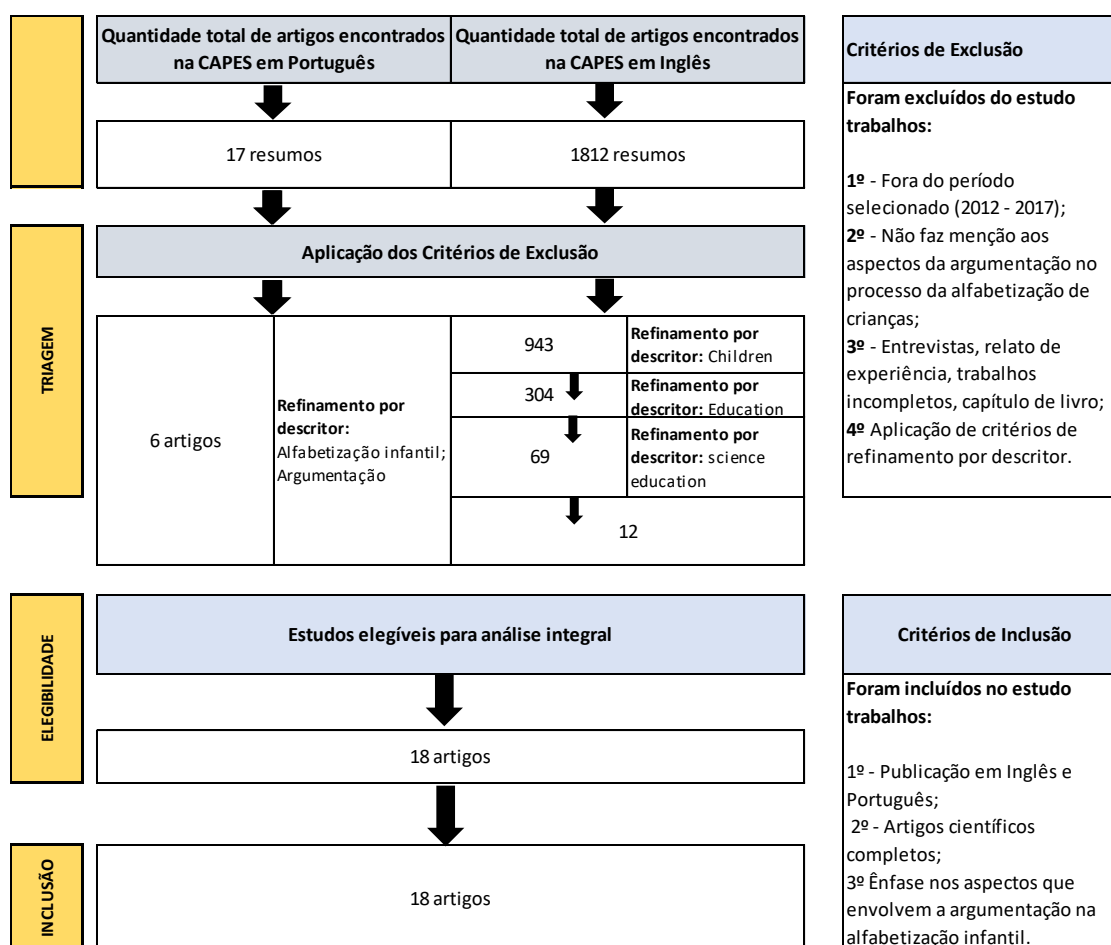 Quantidade total de artigos encontrados
na CAPES em Português
Quantidade total de artigos encontrados
na CAPES em Inglês
17 resumos
1812 resumos
TRIAGEM
Aplicação dos Critérios de Exclusão
6 artigos
Refinamento por
descritor:
Alfabetização infantil;
Argumentação
943
Refinamento por
descritor: Children
304
Refinamento por
descritor: Education
69
Refinamento por
descritor: science
education
12
Critérios de Exclusão
Foram excluídos do estudo
trabalhos:
1º - Fora do período
selecionado (2012 - 2017);
2º - Não faz menção aos
aspectos da argumentação no
processo da alfabetização de
crianças;
3º - Entrevistas, relato de
experiência, trabalhos
incompletos, capítulo de livro;
4º Aplicação de critérios de
refinamento por descritor.
ELEGIBILIDADE
Estudos elegíveis para análise integral
18 artigos
INCLUSÃO
18 artigos
Critérios de Inclusão
Foram incluídos no estudo
trabalhos:
1º - Publicação em Inglês e
Português;
2º - Artigos científicos
completos;
3º Ênfase nos aspectos que
envolvem a argumentação na
alfabetização infantil.